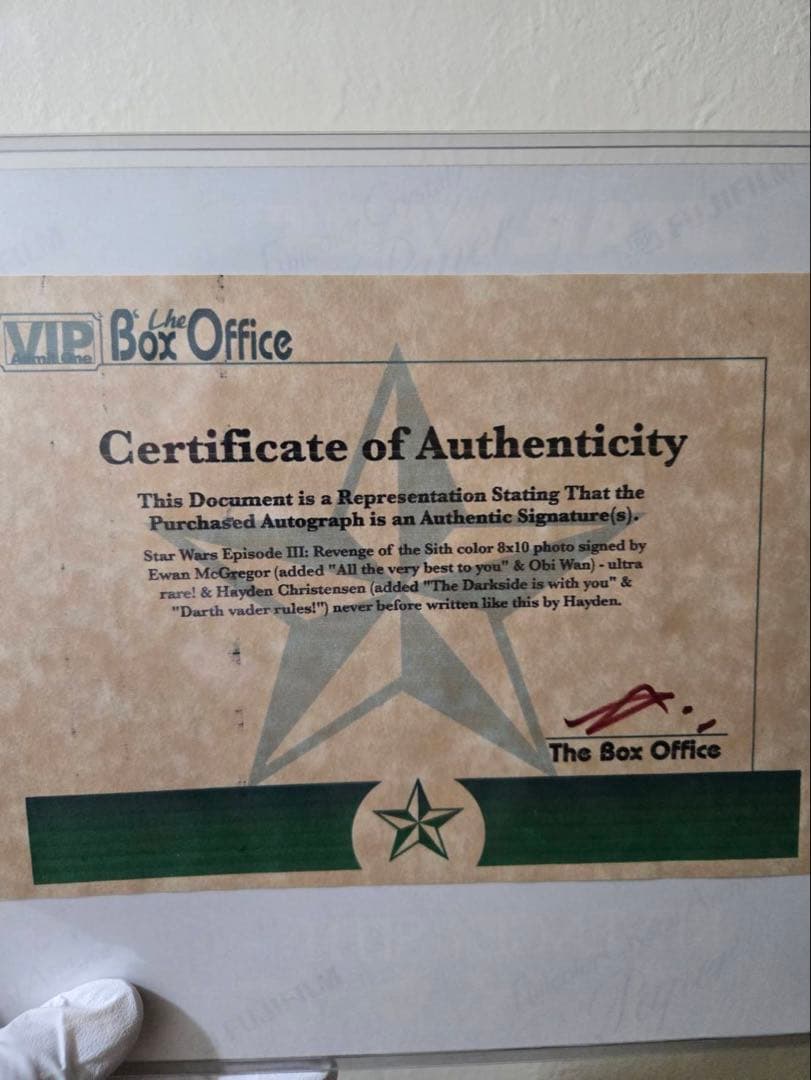 FUJIFILM
VIP
Admit One
The Box Office
Certificate of Authenticity
This Document is a Representation Stating That the
Purchased Autograph is an Authentic Signature(s).
Star Wars Episode III: Revenge of the Sith color 8x10 photo signed by
Ewan McGregor (added "All the very best to you" & Obi Wan) - ultra
rare! & Hayden Christensen (added "The Darkside is with you" &
"Darth vader rules!") never before written like this by Hayden.
The Box Office
FUJIFILM